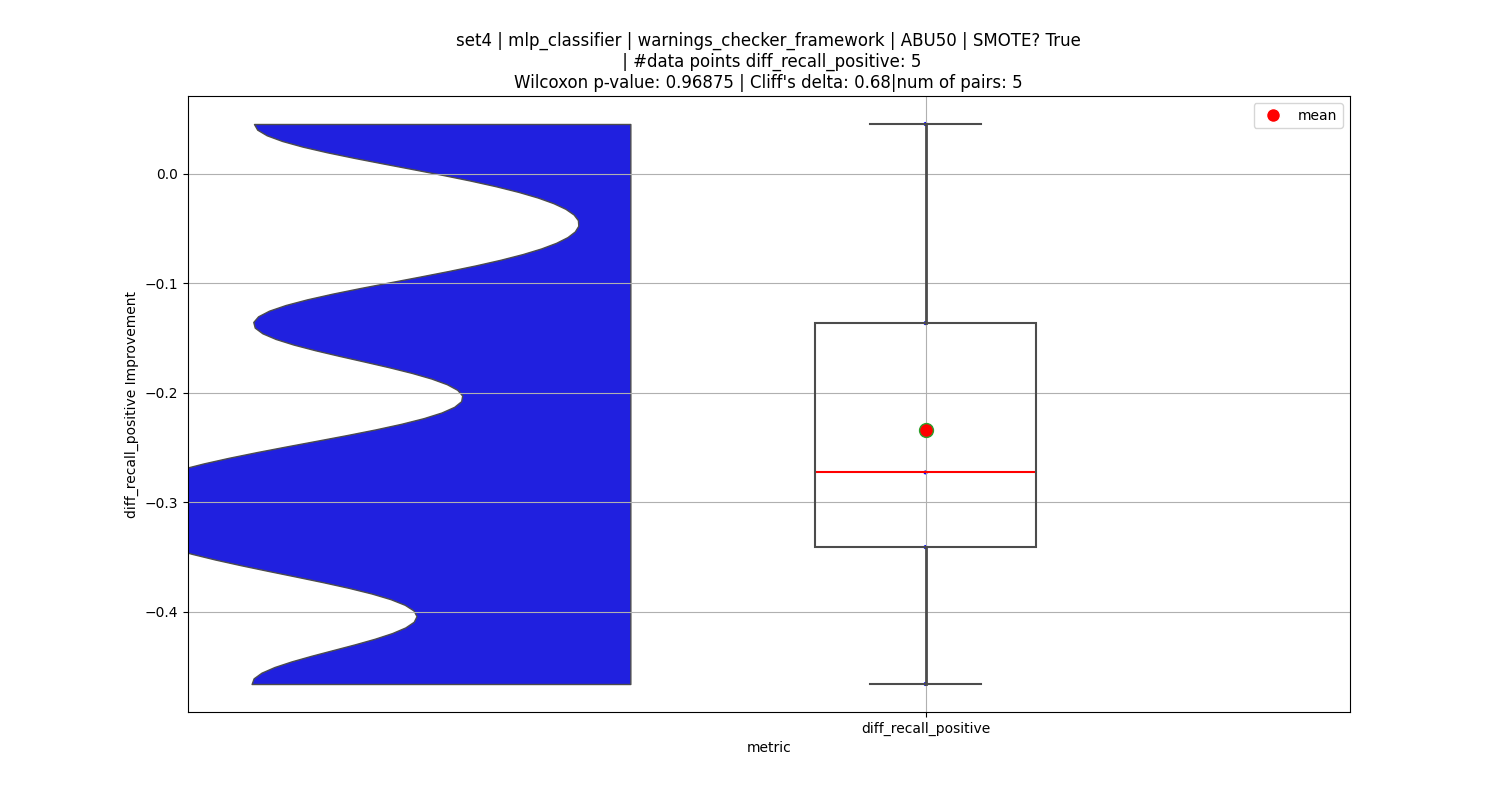 set4 | mlp_classifier | warnings_checker_framework | ABU50 | SMOTE? True
| #data points diff_recall_positive: 5
Wilcoxon p-value: 0.96875 | Cliff's delta: 0.68|num of pairs: 5
mean
0.0
−0.1
−0.2
−0.3
−0.4
diff_recall_positive Improvement
diff_recall_positive
metric